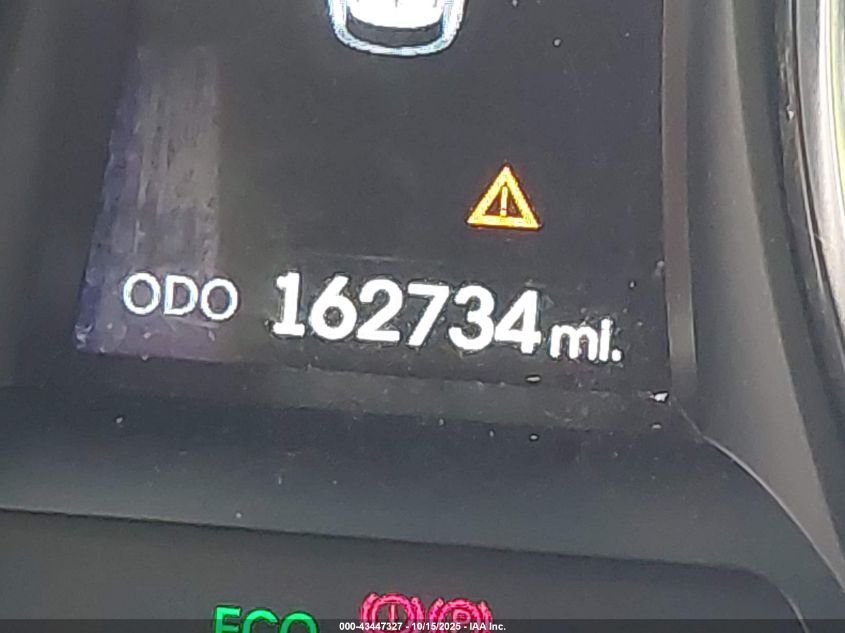 ODO 162734 mi.
ECO
000-43447327 - 10/15/2025 - IAA Inc.